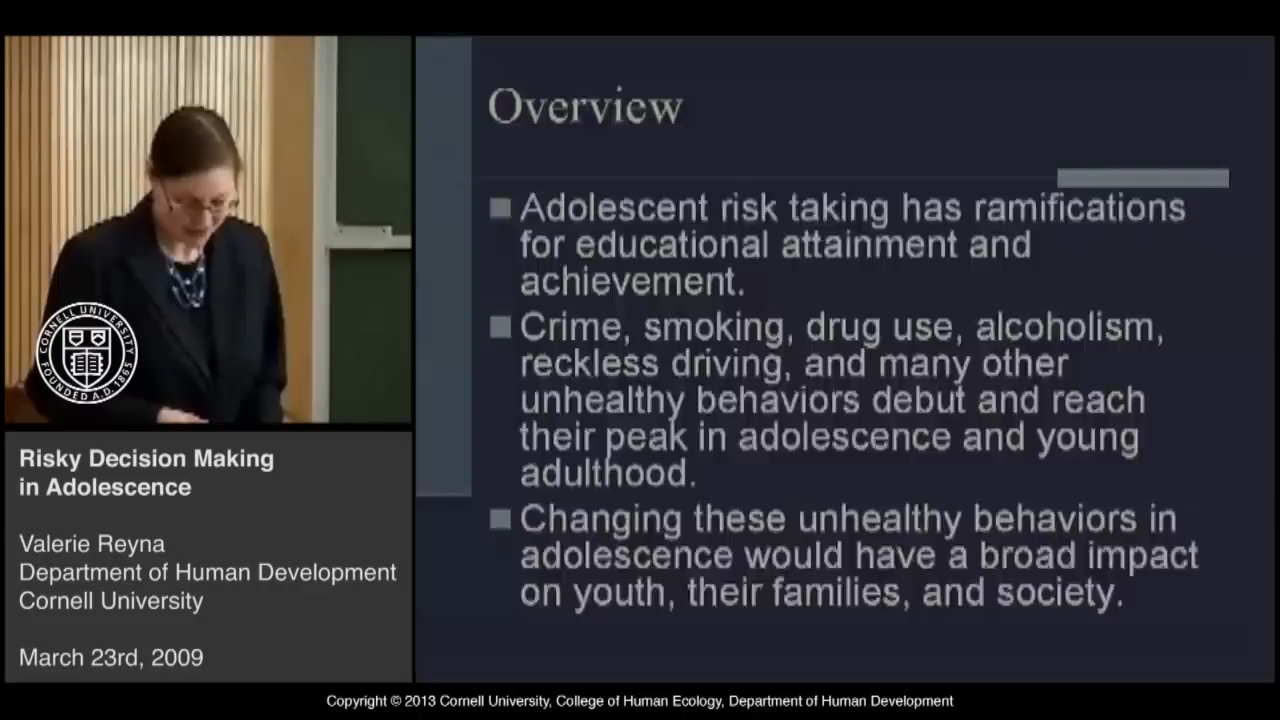 CORNELL UNIVERSITY
FOUNDED A.D. 1865
Risky Decision Making
in Adolescence
Valerie Reyna
Department of Human Development
Cornell University
March 23rd, 2009
Overview
Adolescent risk taking has ramifications
for educational attainment and
achievement.
Crime, smoking, drug use, alcoholism,
reckless driving, and many other
unhealthy behaviors debut and reach
their peak in adolescence and young
adulthood.
Changing these unhealthy behaviors in
adolescence would have a broad impact
on youth, their families, and society.
Copyright © 2013 Cornell University, College of Human Ecology, Department of Human Development